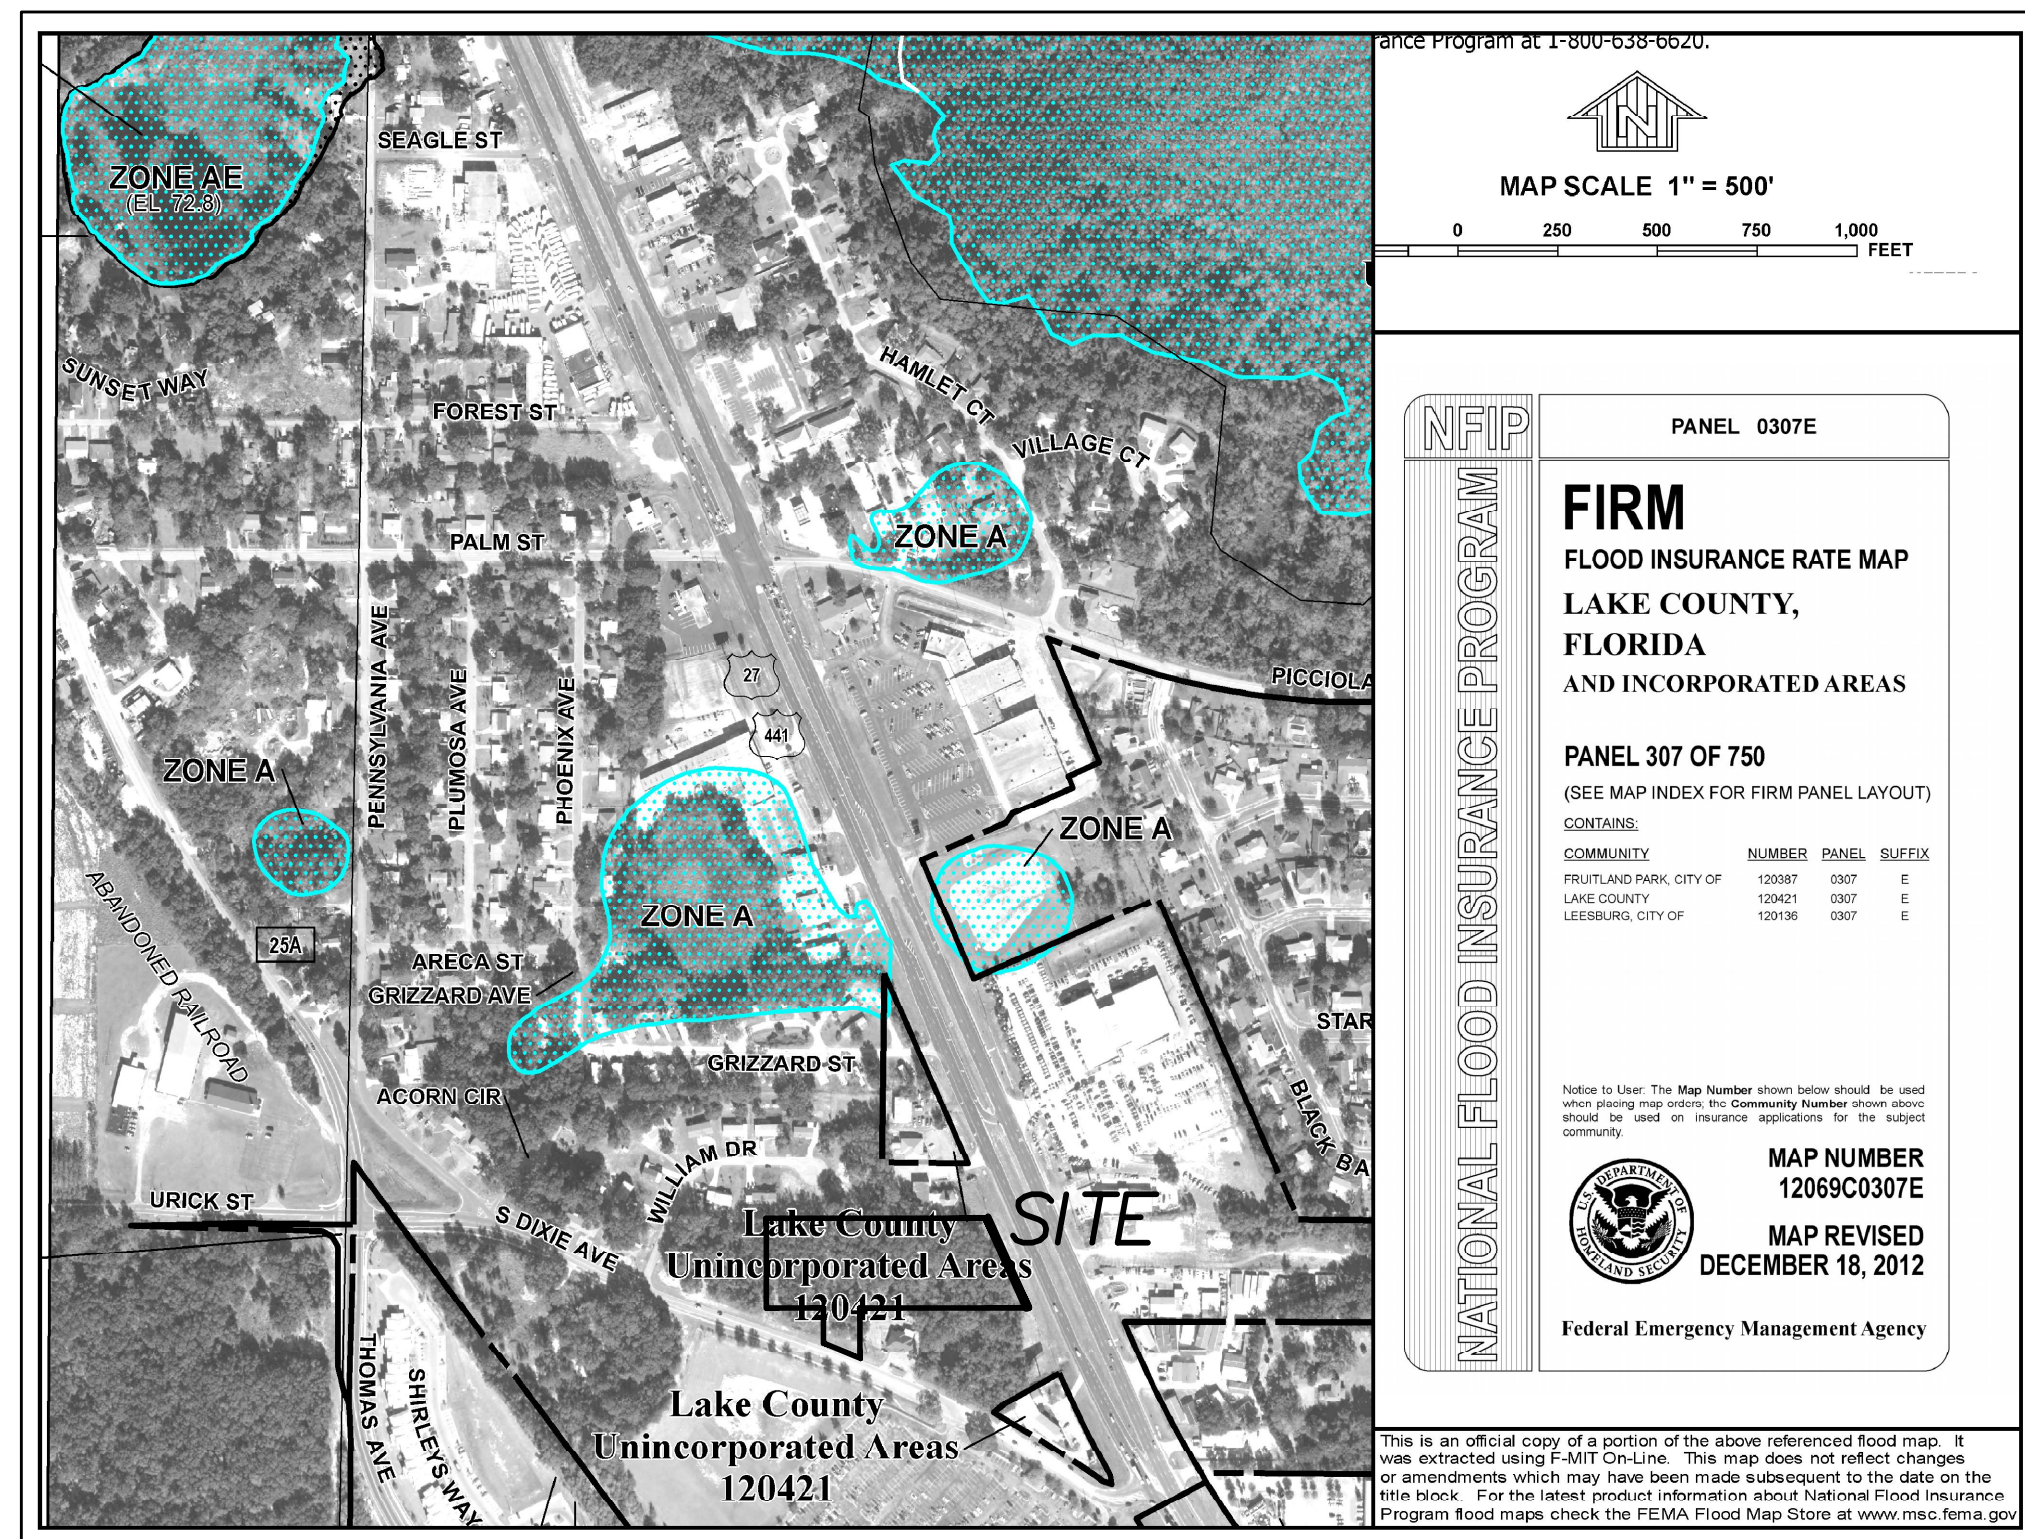 SEAGLE ST
ZONE AE
(EL 72.8)
SUNSET WAY
FOREST ST
HAMLET CT
VILLAGE CT
PALM ST
ZONE A
PENNSYLVANIA AVE
PLUMOSA AVE
PHOENIX AVE
27
441
PICCIOLA
ZONE A
ZONE A
ZONE A
ABANDONED RAILROAD
25A
ARECA ST
GRIZZARD AVE
STAR
GRIZZARD ST
ACORN CIR
BLACK BA
WILLIAM DR
URICK ST
S DIXIE AVE
SITE
Lake County
Unincorporated Areas
120421
THOMAS AVE
SHIRLEYS WAY
Lake County
Unincorporated Areas
120421
ance Program at 1-800-638-6620.
N
MAP SCALE 1" = 500'
0 250 500 750 1,000
FEET
NFIP
NATIONAL FLOOD INSURANCE PROGRAM
PANEL 0307E
FIRM
FLOOD INSURANCE RATE MAP
LAKE COUNTY,
FLORIDA
AND INCORPORATED AREAS
PANEL 307 OF 750
(SEE MAP INDEX FOR FIRM PANEL LAYOUT)
CONTAINS:
COMMUNITY NUMBER PANEL SUFFIX
FRUITLAND PARK, CITY OF 120387 0307 E
LAKE COUNTY 120421 0307 E
LEESBURG, CITY OF 120136 0307 E
Notice to User: The Map Number shown below should be used
when placing map orders; the Community Number shown above
should be used on insurance applications for the subject
community.
U.S. DEPARTMENT OF HOMELAND SECURITY
MAP NUMBER
12069C0307E
MAP REVISED
DECEMBER 18, 2012
Federal Emergency Management Agency
This is an official copy of a portion of the above referenced flood map. It
was extracted using F-MIT On-Line. This map does not reflect changes
or amendments which may have been made subsequent to the date on the
title block. For the latest product information about National Flood Insurance
Program flood maps check the FEMA Flood Map Store at www.msc.fema.gov